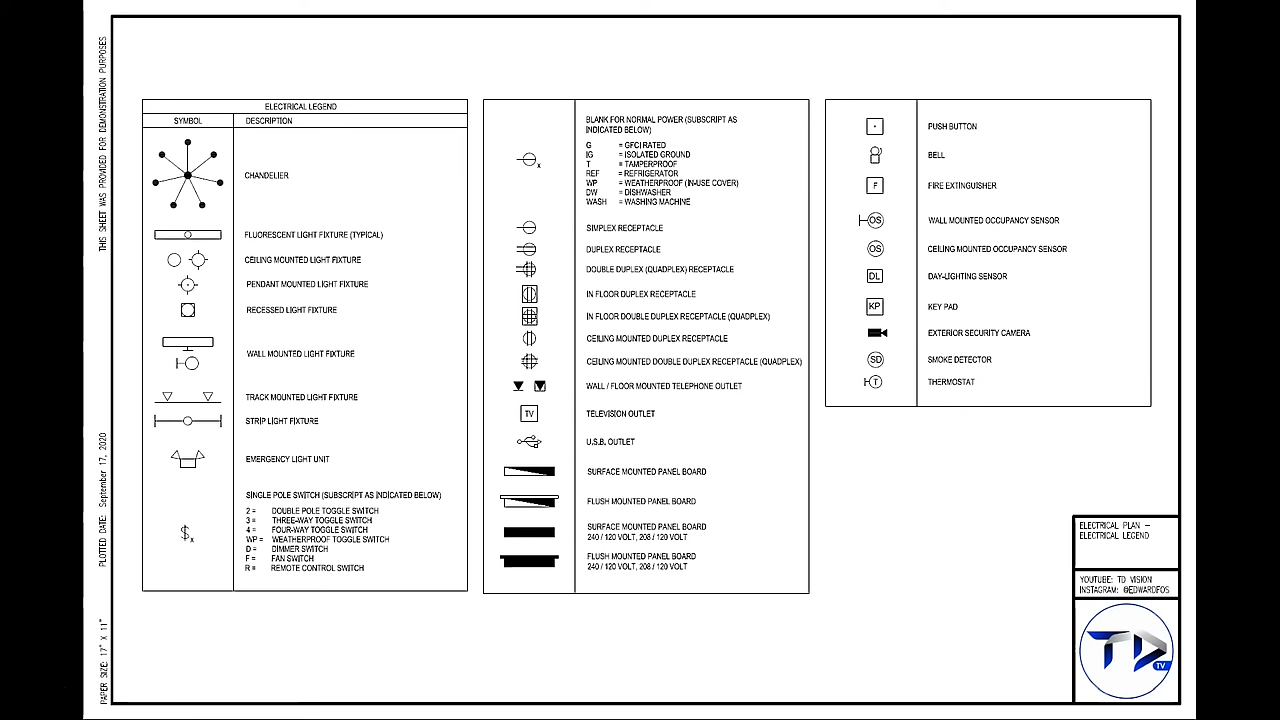 THIS SHEET WAS PROVIDED FOR DEMONSTRATION PURPOSES
PLOTTED DATE: September 17, 2020
PAPER SIZE: 17" X 11"
ELECTRICAL LEGEND
SYMBOL DESCRIPTION
CHANDELIER
FLUORESCENT LIGHT FIXTURE (TYPICAL)
CEILING MOUNTED LIGHT FIXTURE
PENDANT MOUNTED LIGHT FIXTURE
RECESSED LIGHT FIXTURE
WALL MOUNTED LIGHT FIXTURE
TRACK MOUNTED LIGHT FIXTURE
STRIP LIGHT FIXTURE
EMERGENCY LIGHT UNIT
SINGLE POLE SWITCH (SUBSCRIPT AS INDICATED BELOW)
2 = DOUBLE POLE TOGGLE SWITCH
3 = THREE-WAY TOGGLE SWITCH
$x 4 = FOUR-WAY TOGGLE SWITCH
WP = WEATHERPROOF TOGGLE SWITCH
D = DIMMER SWITCH
F = FAN SWITCH
R = REMOTE CONTROL SWITCH
BLANK FOR NORMAL POWER (SUBSCRIPT AS
INDICATED BELOW)
G = GFCI RATED
IG = ISOLATED GROUND
x T = TAMPERPROOF
REF = REFRIGERATOR
WP = WEATHERPROOF (IN-USE COVER)
DW = DISHWASHER
WASH = WASHING MACHINE
SIMPLEX RECEPTACLE
DUPLEX RECEPTACLE
DOUBLE DUPLEX (QUADPLEX) RECEPTACLE
IN FLOOR DUPLEX RECEPTACLE
IN FLOOR DOUBLE DUPLEX RECEPTACLE (QUADPLEX)
CEILING MOUNTED DUPLEX RECEPTACLE
CEILING MOUNTED DOUBLE DUPLEX RECEPTACLE (QUADPLEX)
WALL / FLOOR MOUNTED TELEPHONE OUTLET
TV TELEVISION OUTLET
U.S.B. OUTLET
SURFACE MOUNTED PANEL BOARD
FLUSH MOUNTED PANEL BOARD
SURFACE MOUNTED PANEL BOARD
240 / 120 VOLT, 208 / 120 VOLT
FLUSH MOUNTED PANEL BOARD
240 / 120 VOLT, 208 / 120 VOLT
PUSH BUTTON
BELL
F FIRE EXTINGUISHER
OS WALL MOUNTED OCCUPANCY SENSOR
OS CEILING MOUNTED OCCUPANCY SENSOR
DL DAY-LIGHTING SENSOR
KP KEY PAD
EXTERIOR SECURITY CAMERA
SD SMOKE DETECTOR
T THERMOSTAT
ELECTRICAL PLAN –
ELECTRICAL LEGEND
YOUTUBE: TD VISION
INSTAGRAM: @EDWARDFOS
TD
TV